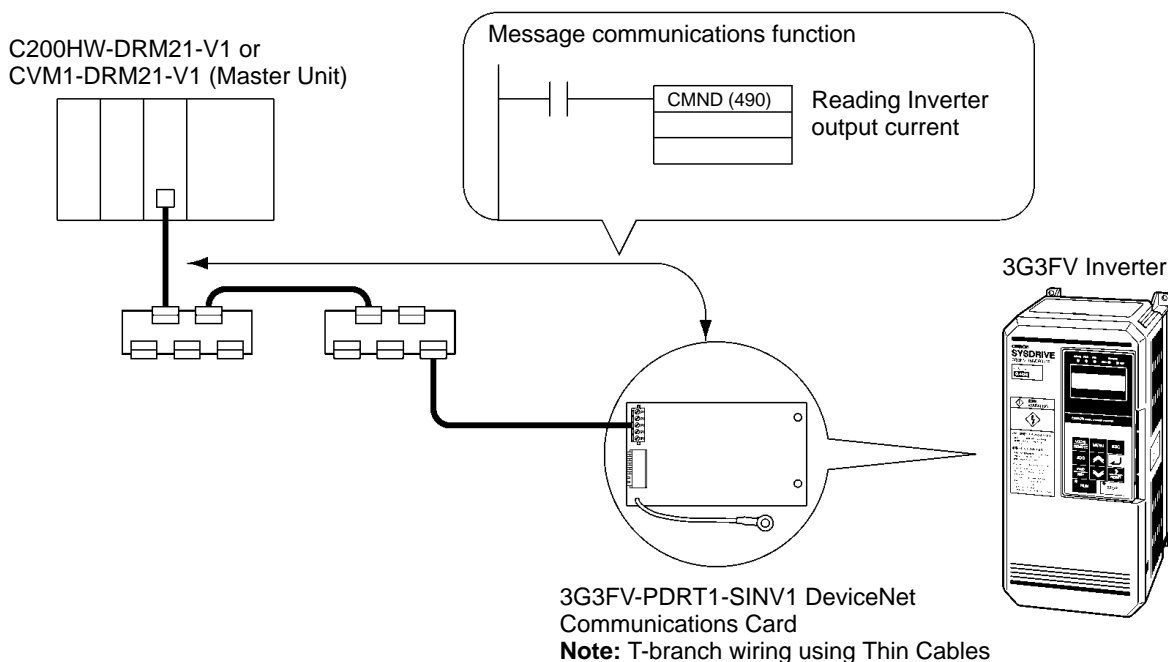 C200HW-DRM21-V1 or
CVM1-DRM21-V1 (Master Unit)
Message communications function
CMND (490)
Reading Inverter
output current
3G3FV Inverter
SYSDRIVE
3G3FV-PDRT1-SINV1 DeviceNet
Communications Card
Note: T-branch wiring using Thin Cables